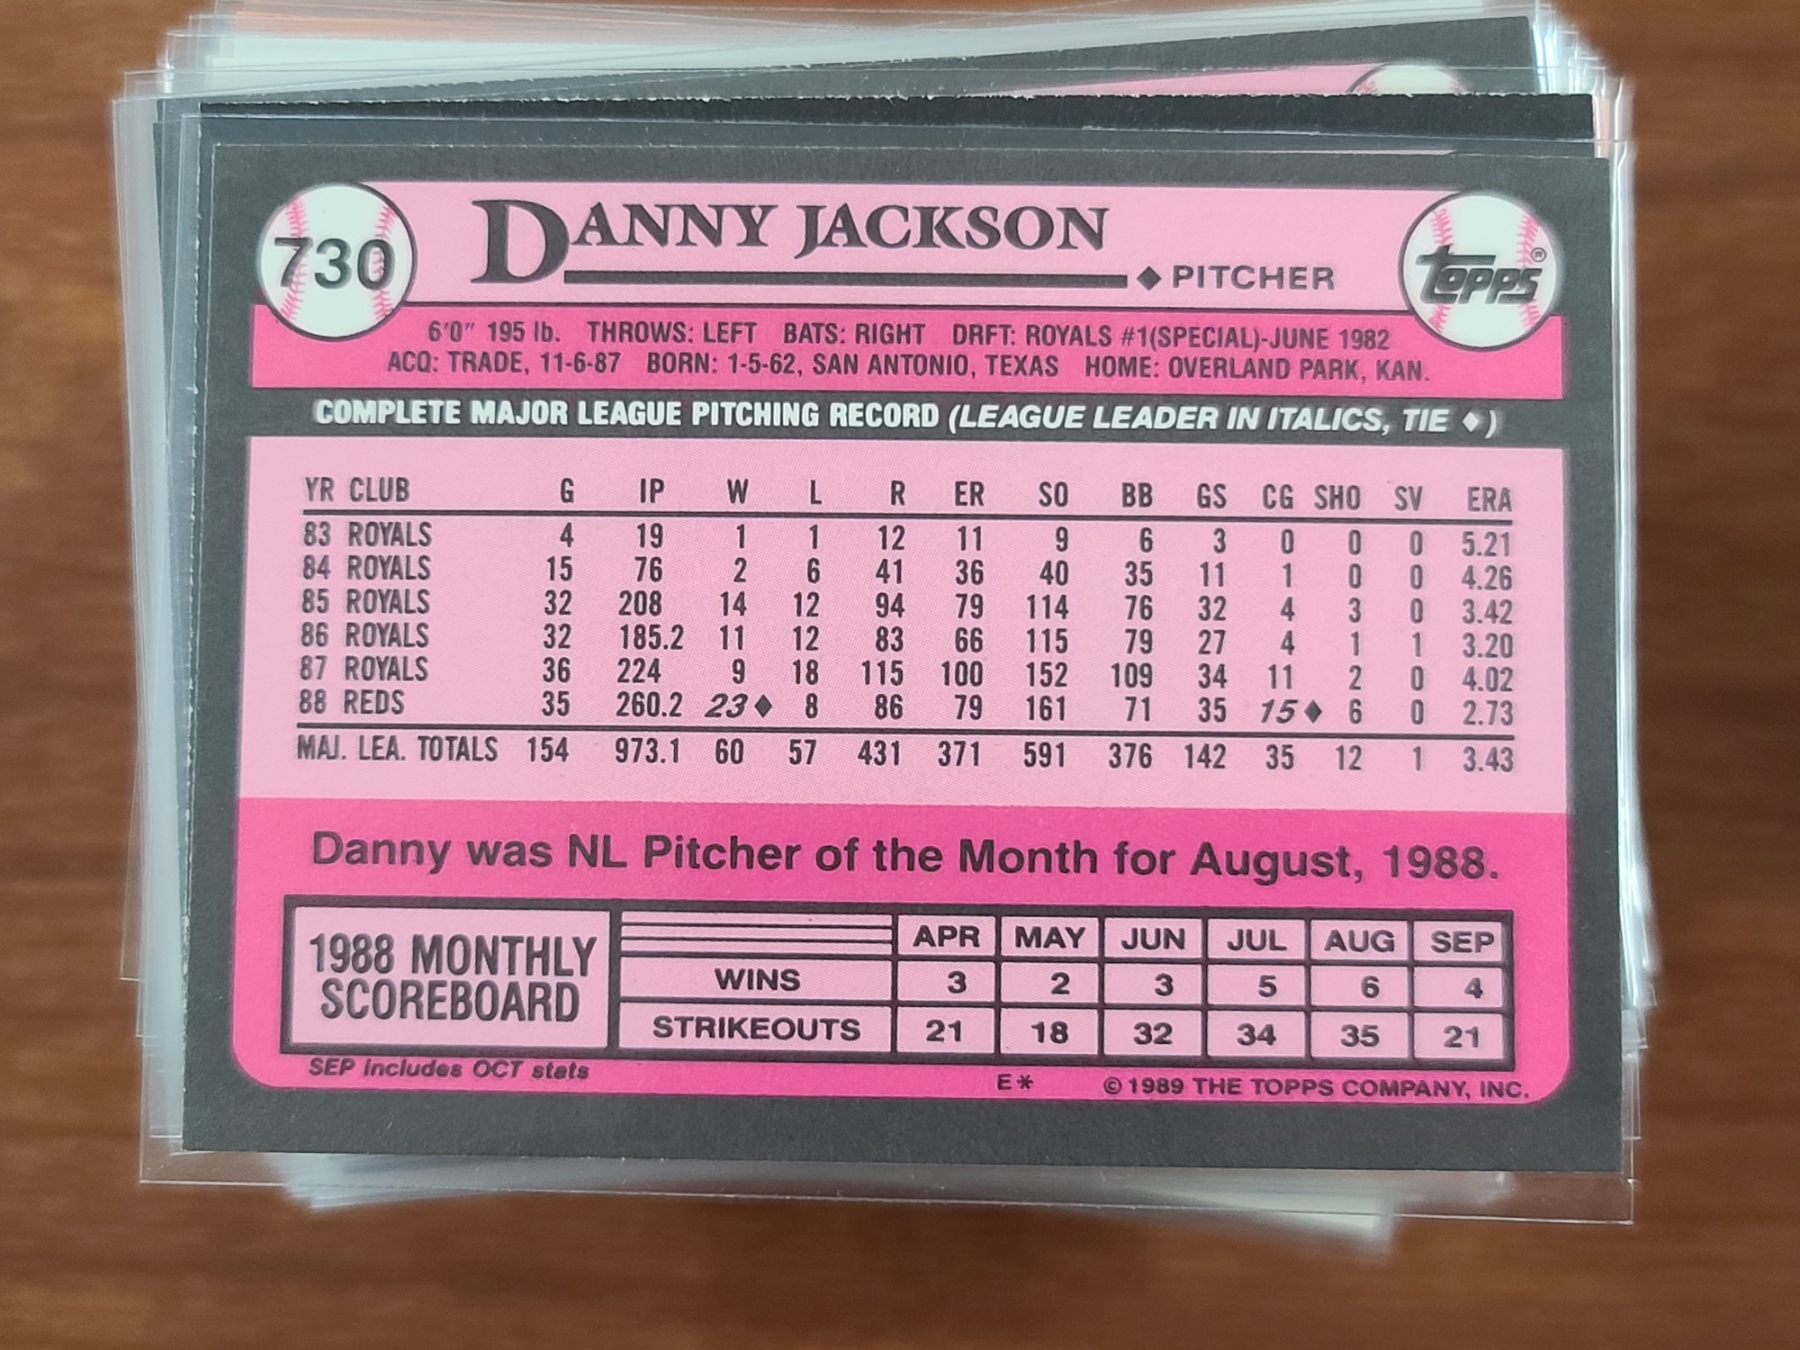 730
DANNY JACKSON
◆ PITCHER
topps®
6'0" 195 lb. THROWS: LEFT BATS: RIGHT DRFT: ROYALS #1(SPECIAL)-JUNE 1982
ACQ: TRADE, 11-6-87 BORN: 1-5-62, SAN ANTONIO, TEXAS HOME: OVERLAND PARK, KAN.
COMPLETE MAJOR LEAGUE PITCHING RECORD (LEAGUE LEADER IN ITALICS, TIE ♦)
YR CLUB G IP W L R ER SO BB GS CG SHO SV ERA
83 ROYALS 4 19 1 1 12 11 9 6 3 0 0 0 5.21
84 ROYALS 15 76 2 6 41 36 40 35 11 1 0 0 4.26
85 ROYALS 32 208 14 12 94 79 114 76 32 4 3 0 3.42
86 ROYALS 32 185.2 11 12 83 66 115 79 27 4 1 1 3.20
87 ROYALS 36 224 9 18 115 100 152 109 34 11 2 0 4.02
88 REDS 35 260.2 23♦ 8 86 79 161 71 35 15♦ 6 0 2.73
MAJ. LEA. TOTALS 154 973.1 60 57 431 371 591 376 142 35 12 1 3.43
Danny was NL Pitcher of the Month for August, 1988.
1988 MONTHLY
SCOREBOARD
APR MAY JUN JUL AUG SEP
WINS 3 2 3 5 6 4
STRIKEOUTS 21 18 32 34 35 21
SEP includes OCT stats
E* © 1989 THE TOPPS COMPANY, INC.